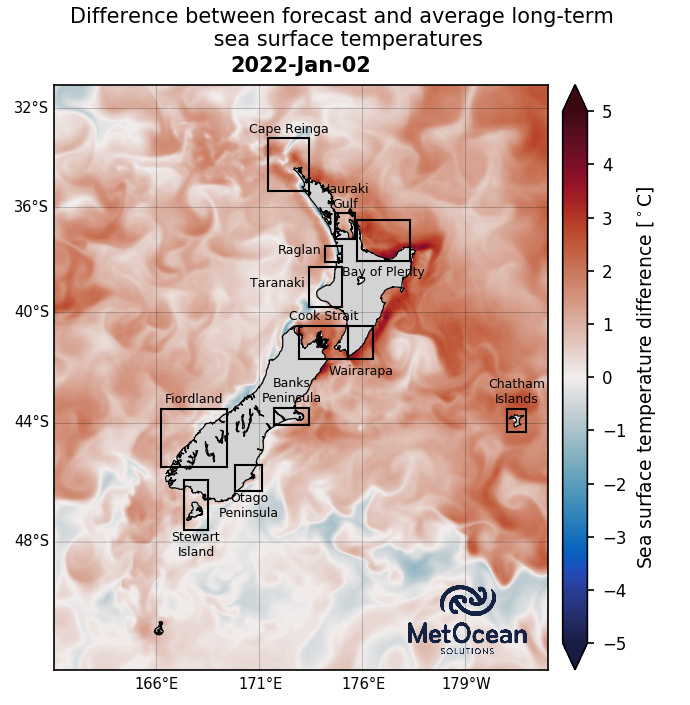 Difference between forecast and average long-term
sea surface temperatures
2022-Jan-02
32°S
36°S
40°S
44°S
48°S
166°E
171°E
176°E
179°W
Cape Reinga
Hauraki
Gulf
Raglan
Bay of Plenty
Taranaki
Cook Strait
Wairarapa
Banks
Peninsula
Fiordland
Chatham
Islands
Otago
Peninsula
Stewart
Island
MetOcean
SOLUTIONS
5
4
3
2
1
0
−1
−2
−3
−4
−5
Sea surface temperature difference [°C]